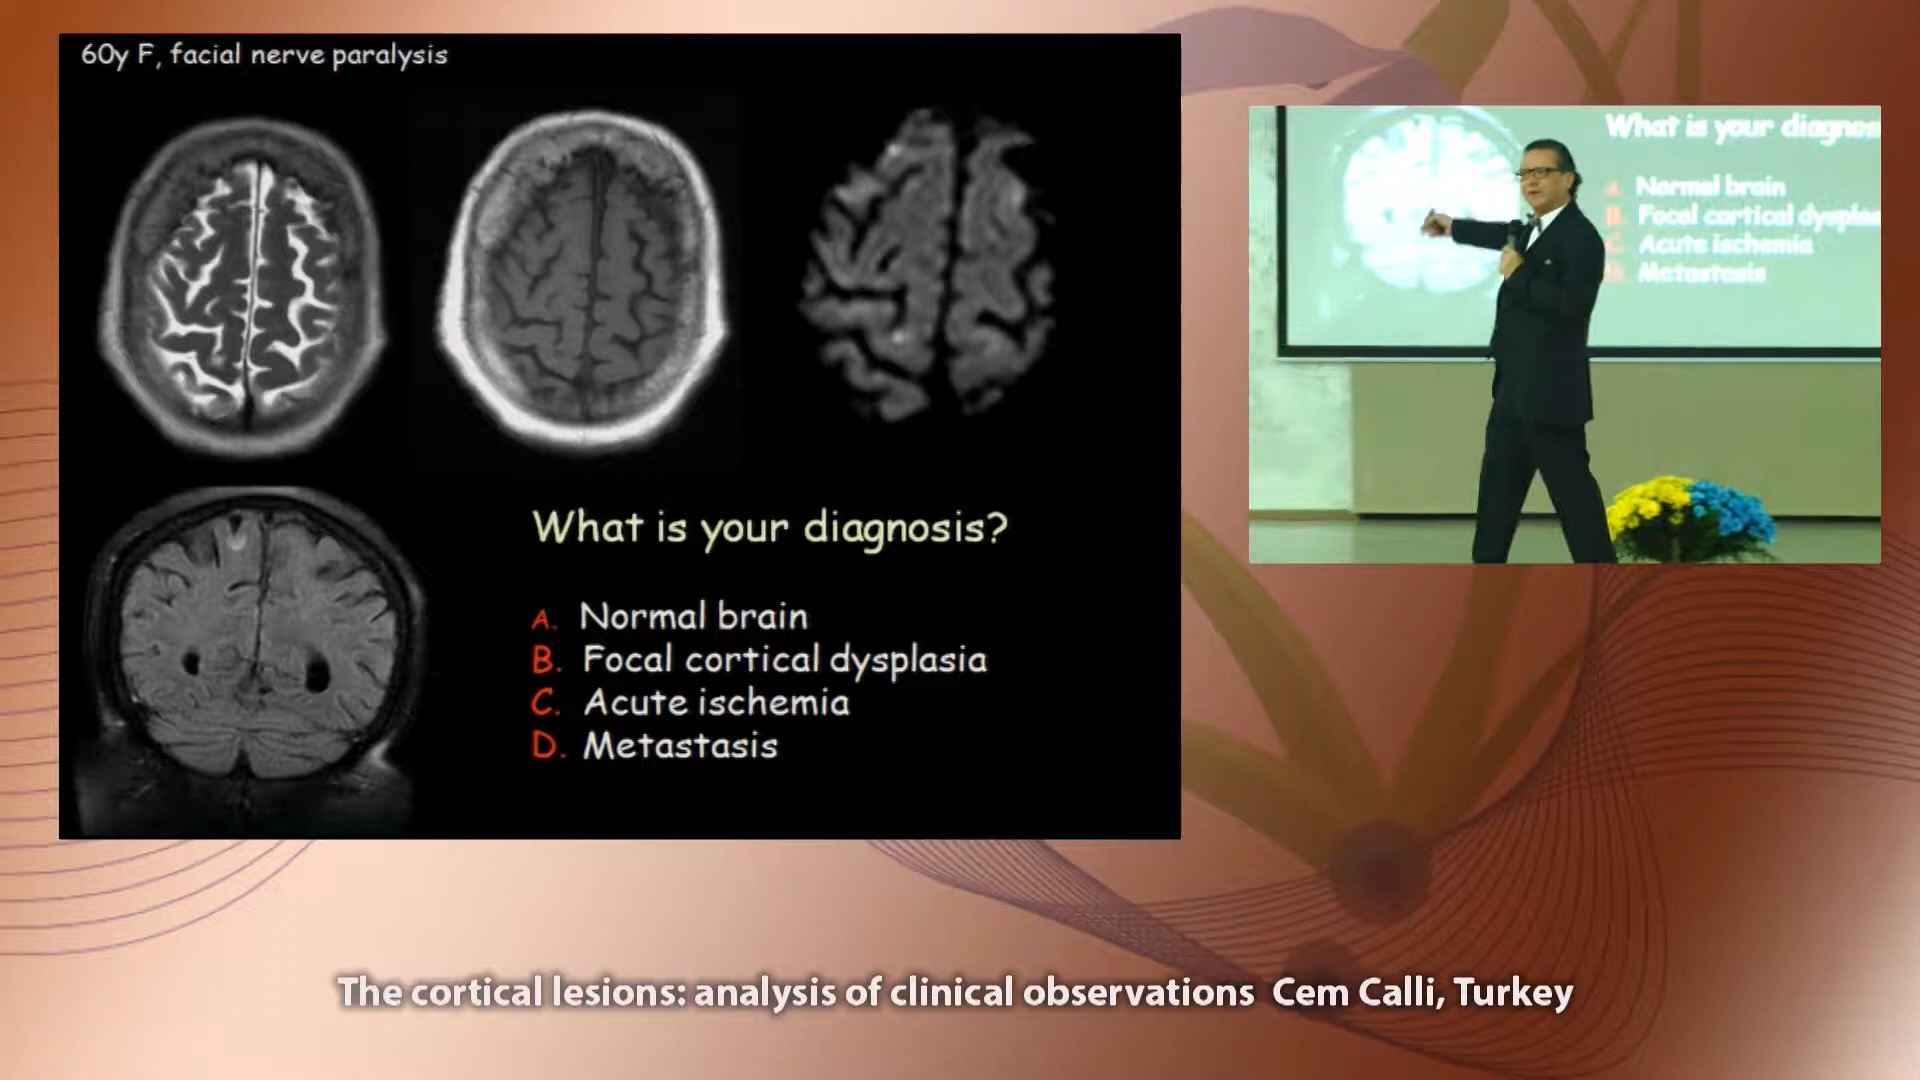 60y F, facial nerve paralysis
What is your diagnosis?
A. Normal brain
B. Focal cortical dysplasia
C. Acute ischemia
D. Metastasis
What is your diagnos
Normal brain
Focal cortical dysplas
Acute ischemia
Metastasis
The cortical lesions: analysis of clinical observations Cem Calli, Turkey